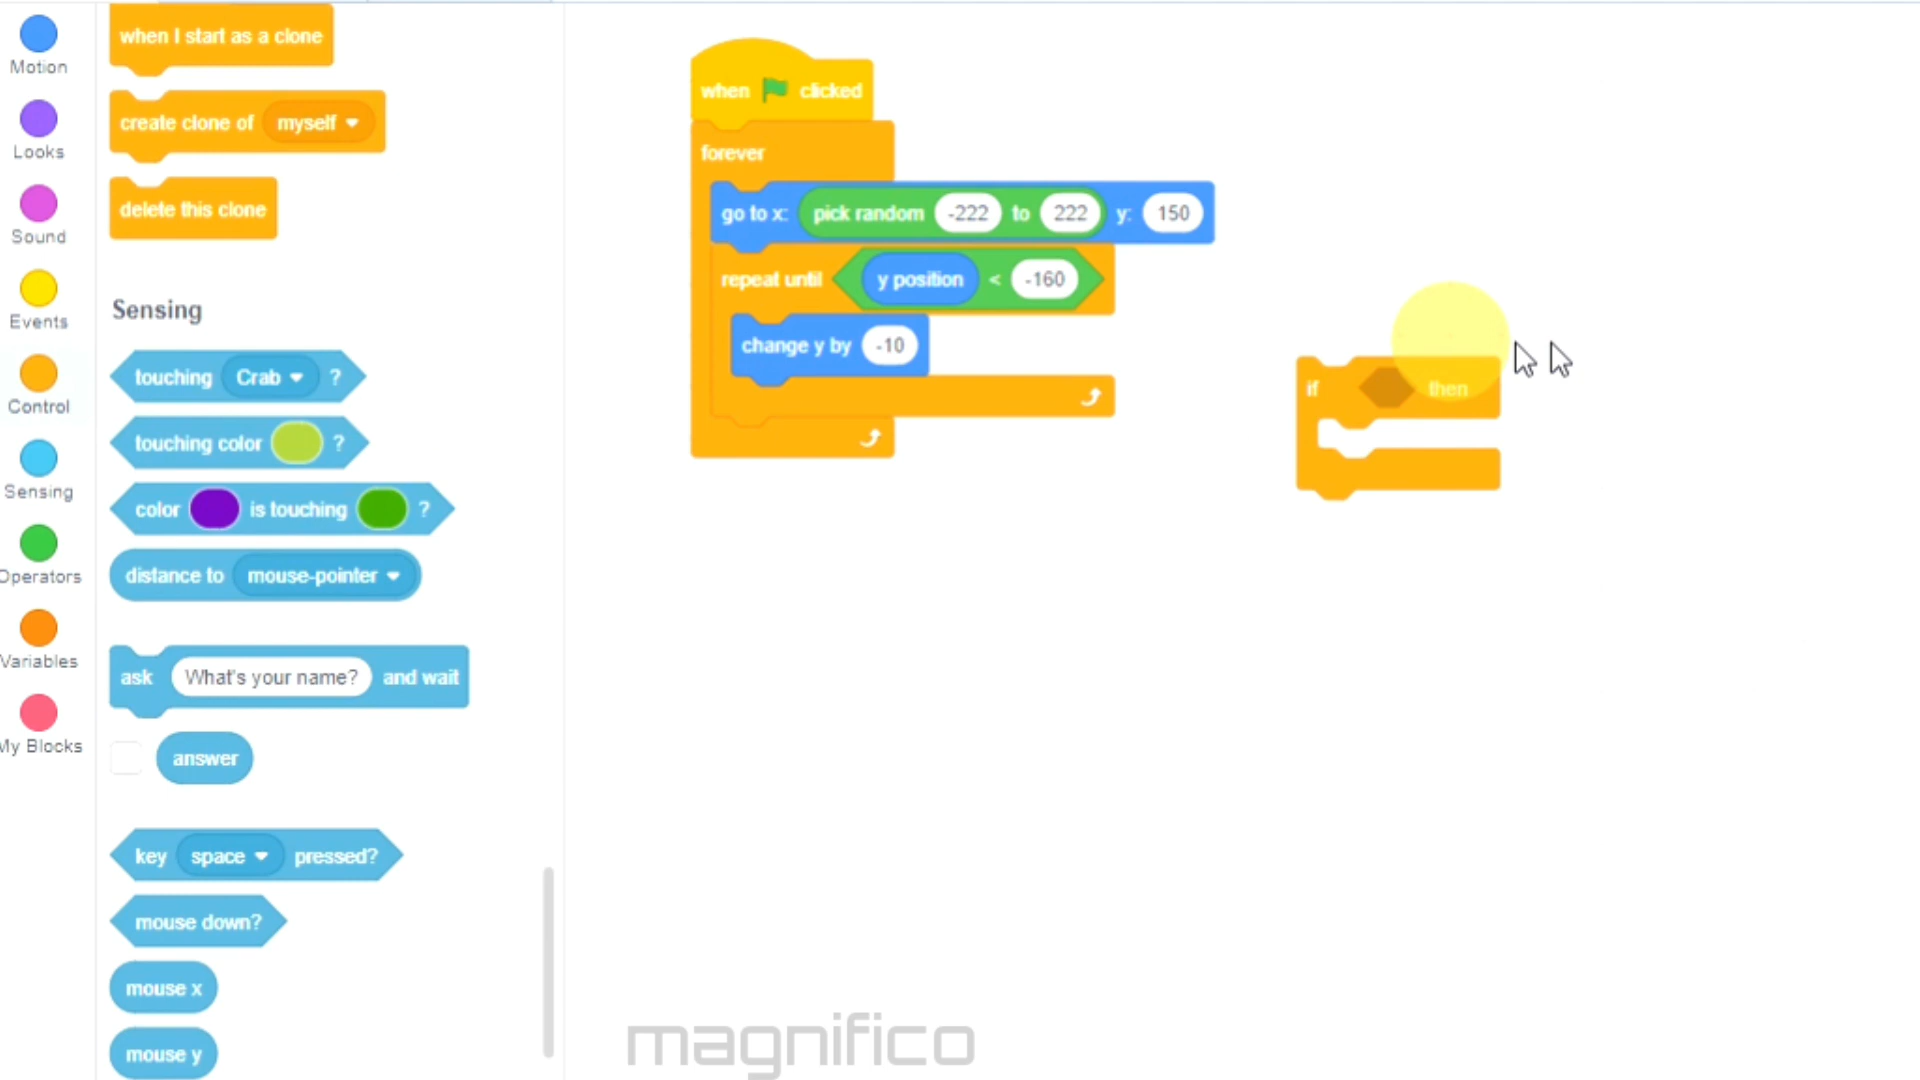 Motion
Looks
Sound
Events
Control
Sensing
Operators
Variables
My Blocks
when I start as a clone
create clone of myself
delete this clone
Sensing
touching Crab ?
touching color ?
color is touching ?
distance to mouse-pointer
ask What's your name? and wait
answer
key space pressed?
mouse down?
mouse x
mouse y
when clicked
forever
go to x: pick random -222 to 222 y: 150
repeat until y position < -160
change y by -10
if then
magnifico